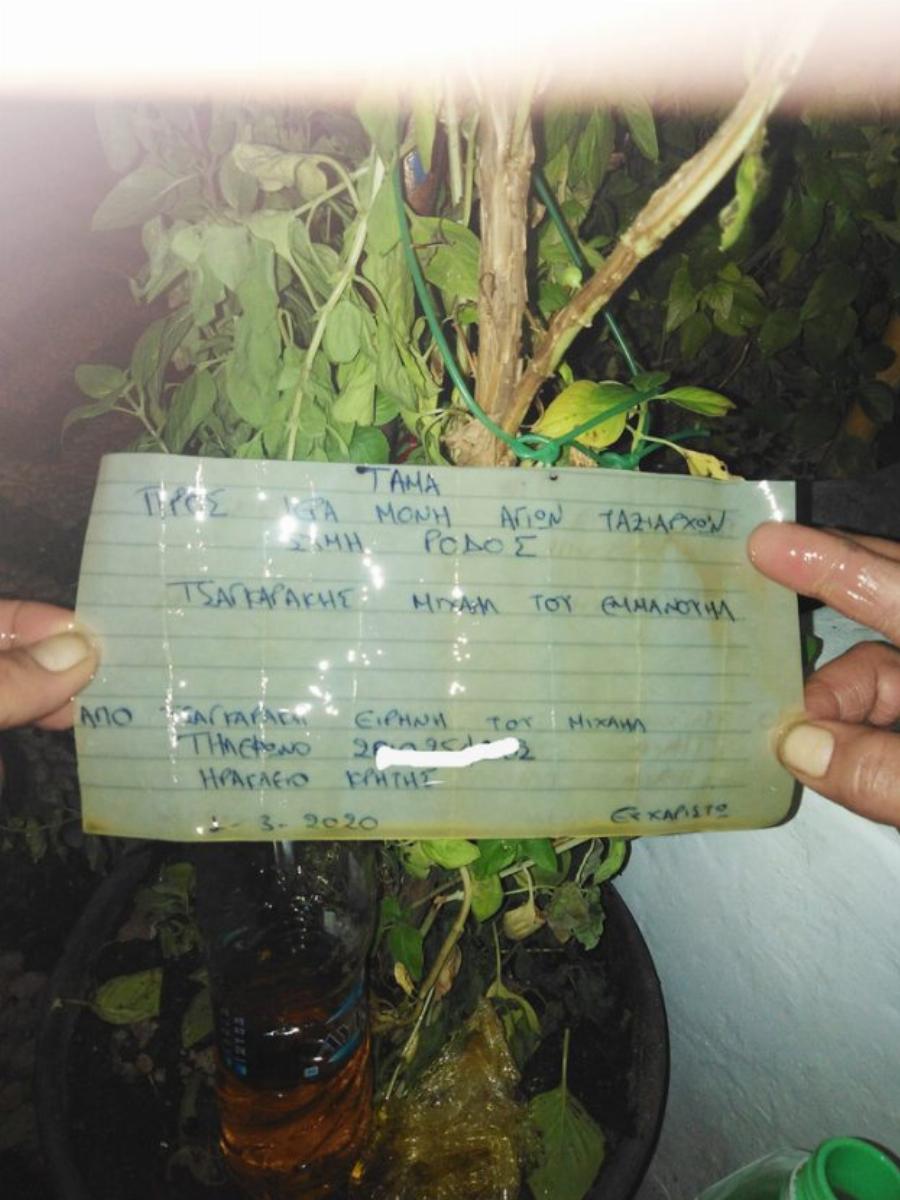 ΤΑΜΑ
ΠΡΟΣ ΙΕΡΑ ΜΟΝΗ ΑΓΙΩΝ ΤΑΞΙΑΡΧΩΝ
ΣΥΜΗ ΡΟΔΟΣ
ΤΣΑΓΚΑΡΑΚΗΣ ΜΙΧΑΗΛ ΤΟΥ ΕΜΜΑΝΟΥΗΛ
ΑΠΟ ΤΣΑΓΚΑΡΑΚΗ ΕΙΡΗΝΗ ΤΟΥ ΜΙΧΑΗΛ
ΤΗΛΕΦΩΝΟ
ΗΡΑΚΛΕΙΟ ΚΡΗΤΗΣ
3-2020 ΕΥΧΑΡΙΣΤΩ